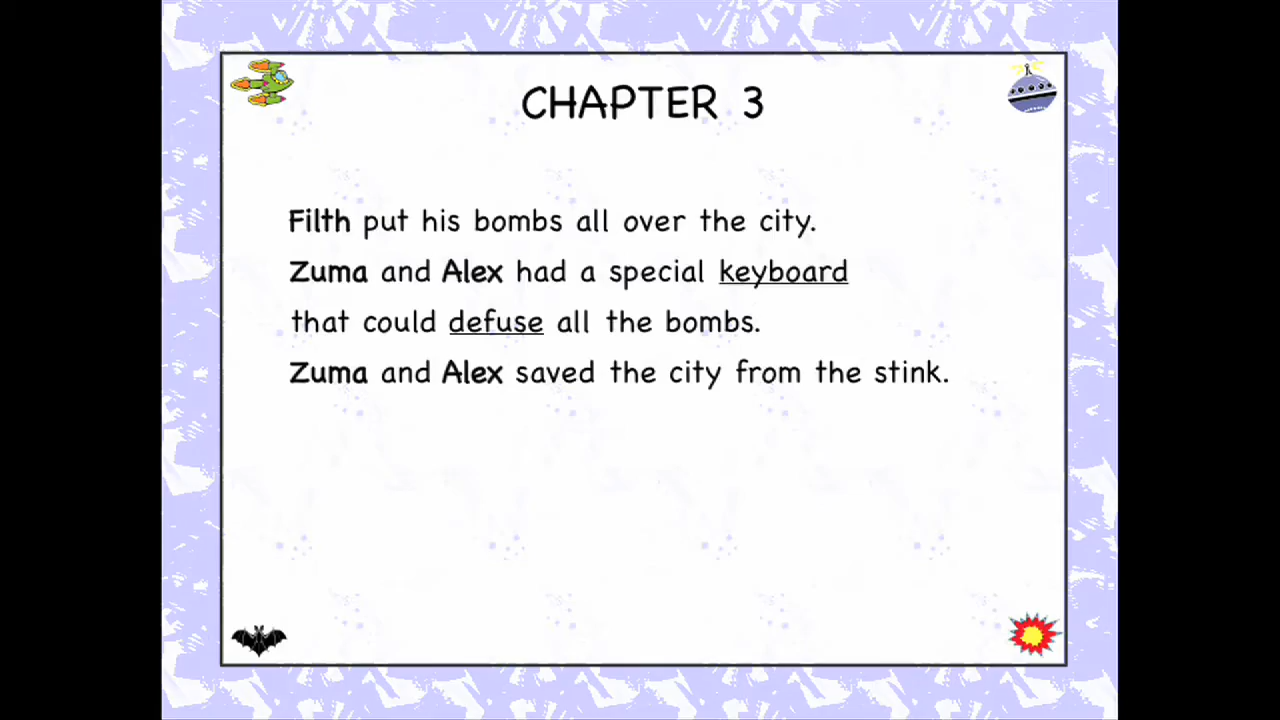 CHAPTER 3
Filth put his bombs all over the city.
Zuma and Alex had a special keyboard
that could defuse all the bombs.
Zuma and Alex saved the city from the stink.